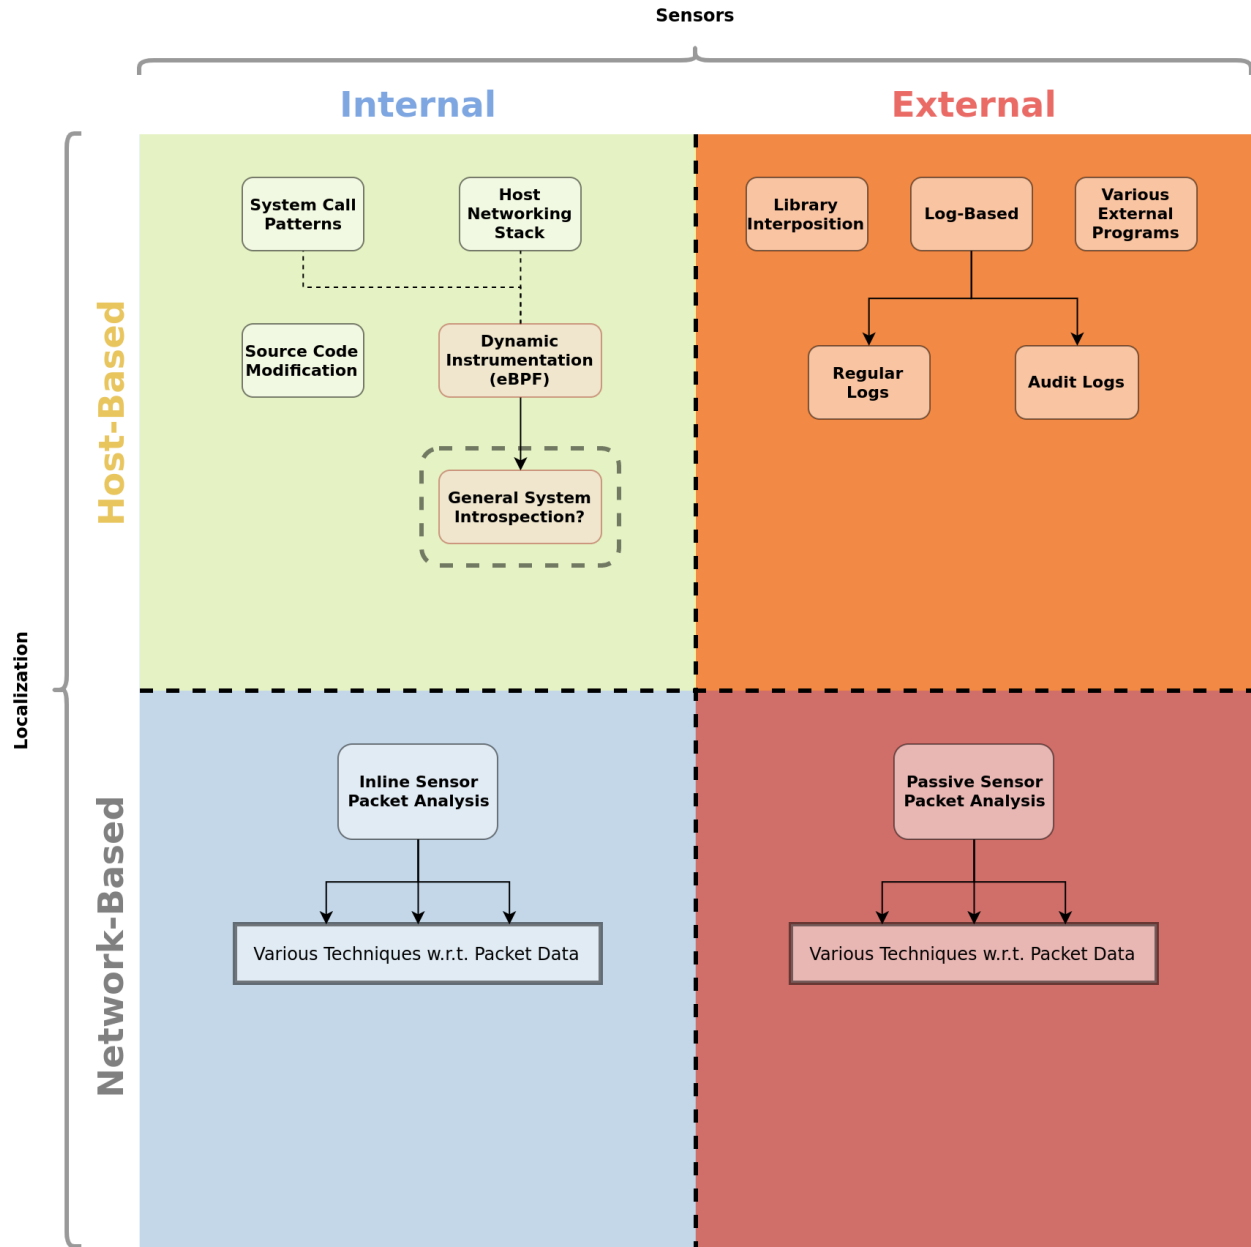 Sensors
Internal
External
Localization
Host-Based
System Call
Patterns
Host
Networking
Stack
Source Code
Modification
Dynamic
Instrumentation
(eBPF)
General System
Introspection?
Library
Interposition
Log-Based
Various
External
Programs
Regular
Logs
Audit Logs
Network-Based
Inline Sensor
Packet Analysis
Various Techniques w.r.t. Packet Data
Passive Sensor
Packet Analysis
Various Techniques w.r.t. Packet Data